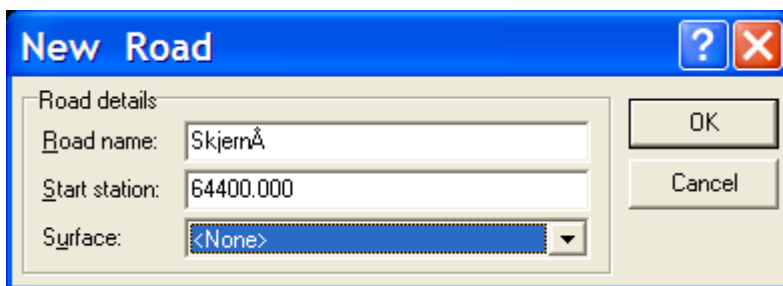 New Road
Road details
Road name: SkjernÅ
OK
Start station: 64400.000
Cancel
Surface: <None>